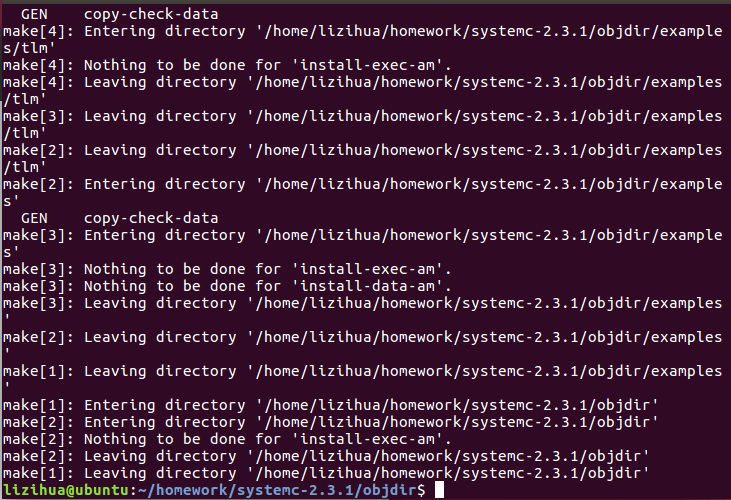 GEN    copy-check-data
make[4]: Entering directory '/home/lizihua/homework/systemc-2.3.1/objdir/example
s/tlm'
make[4]: Nothing to be done for 'install-exec-am'.
make[4]: Leaving directory '/home/lizihua/homework/systemc-2.3.1/objdir/examples
/tlm'
make[3]: Leaving directory '/home/lizihua/homework/systemc-2.3.1/objdir/examples
/tlm'
make[2]: Leaving directory '/home/lizihua/homework/systemc-2.3.1/objdir/examples
/tlm'
make[2]: Entering directory '/home/lizihua/homework/systemc-2.3.1/objdir/example
s'
  GEN    copy-check-data
make[3]: Entering directory '/home/lizihua/homework/systemc-2.3.1/objdir/example
s'
make[3]: Nothing to be done for 'install-exec-am'.
make[3]: Nothing to be done for 'install-data-am'.
make[3]: Leaving directory '/home/lizihua/homework/systemc-2.3.1/objdir/examples
'
make[2]: Leaving directory '/home/lizihua/homework/systemc-2.3.1/objdir/examples
'
make[1]: Leaving directory '/home/lizihua/homework/systemc-2.3.1/objdir/examples
'
make[1]: Entering directory '/home/lizihua/homework/systemc-2.3.1/objdir'
make[2]: Entering directory '/home/lizihua/homework/systemc-2.3.1/objdir'
make[2]: Nothing to be done for 'install-exec-am'.
make[2]: Leaving directory '/home/lizihua/homework/systemc-2.3.1/objdir'
make[1]: Leaving directory '/home/lizihua/homework/systemc-2.3.1/objdir'
lizihua@ubuntu:~/homework/systemc-2.3.1/objdir$